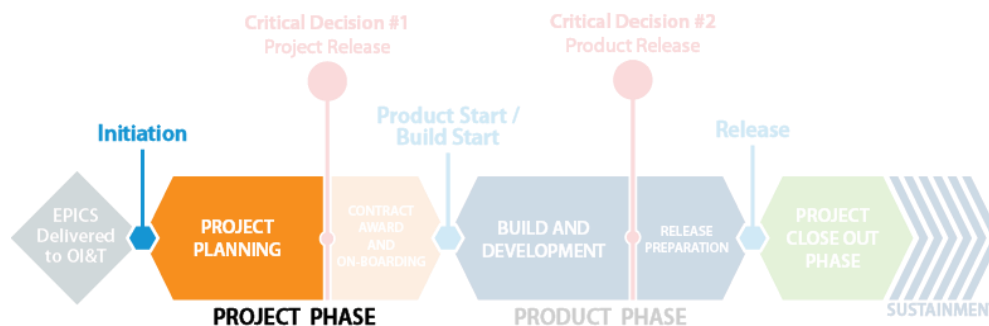 Critical Decision #1
Project Release
Critical Decision #2
Product Release
Initiation
Product Start /
Build Start
Release
EPICS
Delivered
to OI&T
PROJECT
PLANNING
CONTRACT
AWARD
AND
ON-BOARDING
BUILD AND
DEVELOPMENT
RELEASE
PREPARATION
PROJECT
CLOSE OUT
PHASE
SUSTAINMEN
PROJECT PHASE
PRODUCT PHASE